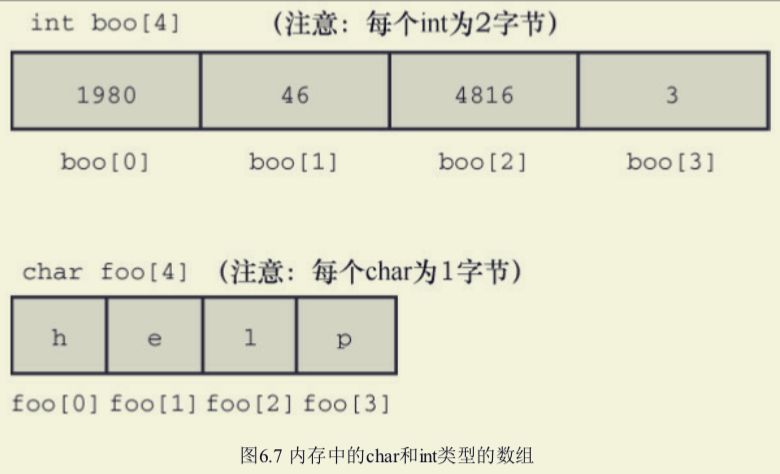 int boo[4] (注意：每个int为2字节)
1980 46 4816 3
boo[0] boo[1] boo[2] boo[3]
char foo[4] (注意：每个char为1字节)
h e l p
foo[0] foo[1] foo[2] foo[3]
图6.7 内存中的char和int类型的数组